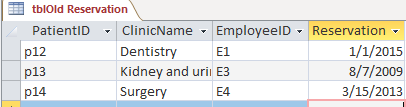 tblOld Reservation
PatientID ClinicName EmployeeID Reservation
p12 Dentistry E1 1/1/2015
p13 Kidney and uri E3 8/7/2009
p14 Surgery E4 3/15/2013